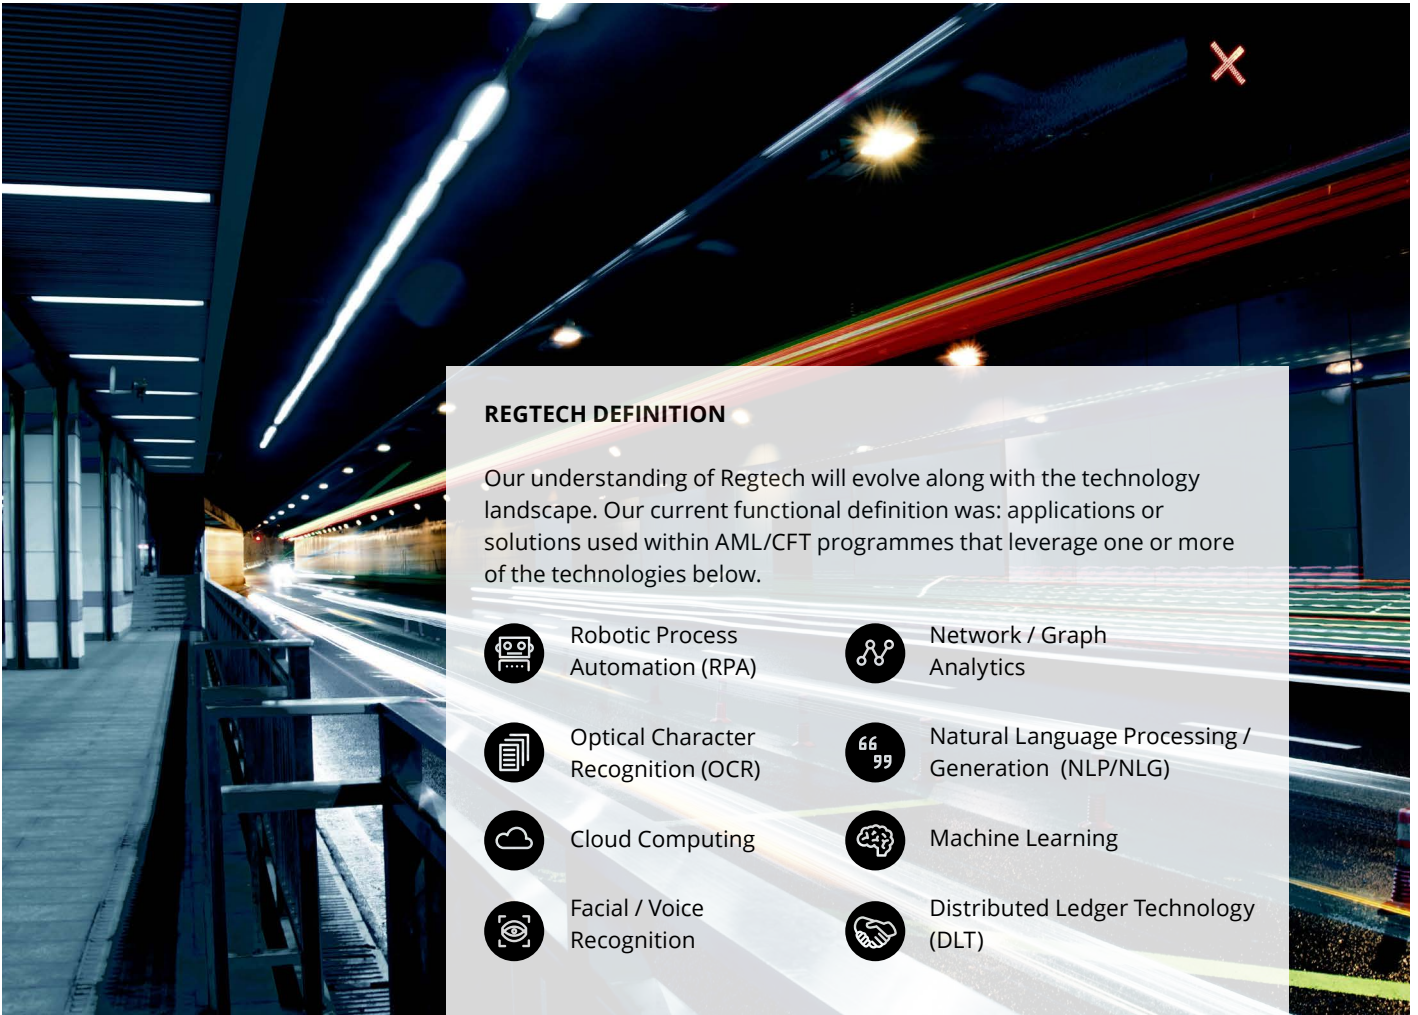 REGTECH DEFINITION
Our understanding of Regtech will evolve along with the technology
landscape. Our current functional definition was: applications or
solutions used within AML/CFT programmes that leverage one or more
of the technologies below.
Robotic Process
Automation (RPA)
Network / Graph
Analytics
Optical Character
Recognition (OCR)
Natural Language Processing /
Generation (NLP/NLG)
Cloud Computing
Machine Learning
Facial / Voice
Recognition
Distributed Ledger Technology
(DLT)